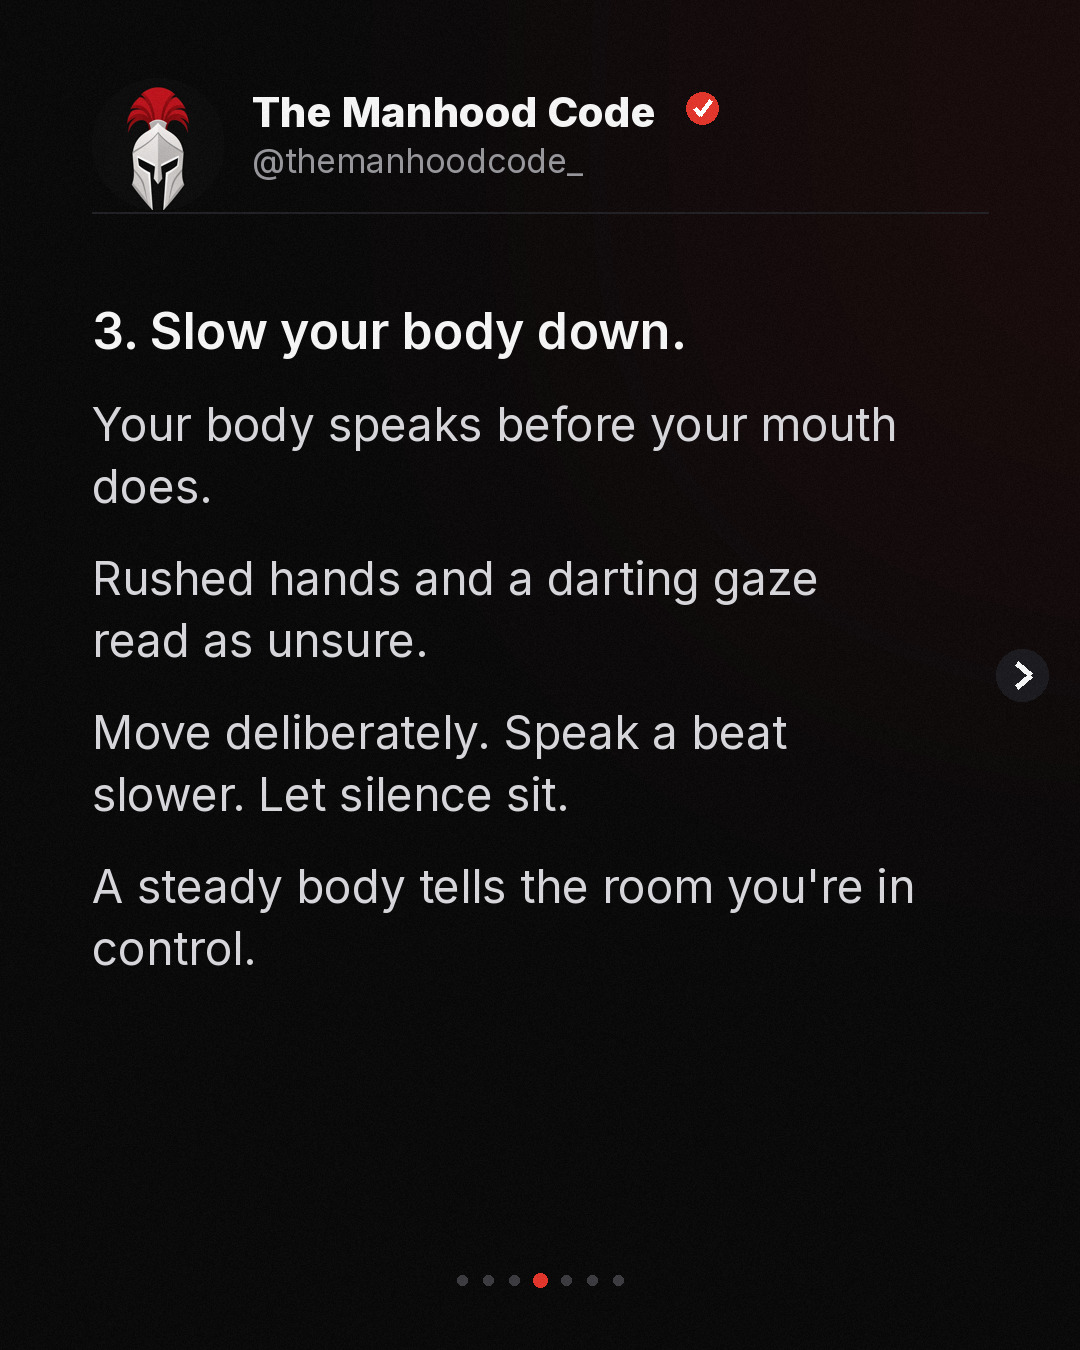 The Manhood Code
@themanhoodcode_
3. Slow your body down.
Your body speaks before your mouth
does.
Rushed hands and a darting gaze
read as unsure.
Move deliberately. Speak a beat
slower. Let silence sit.
A steady body tells the room you're in
control.